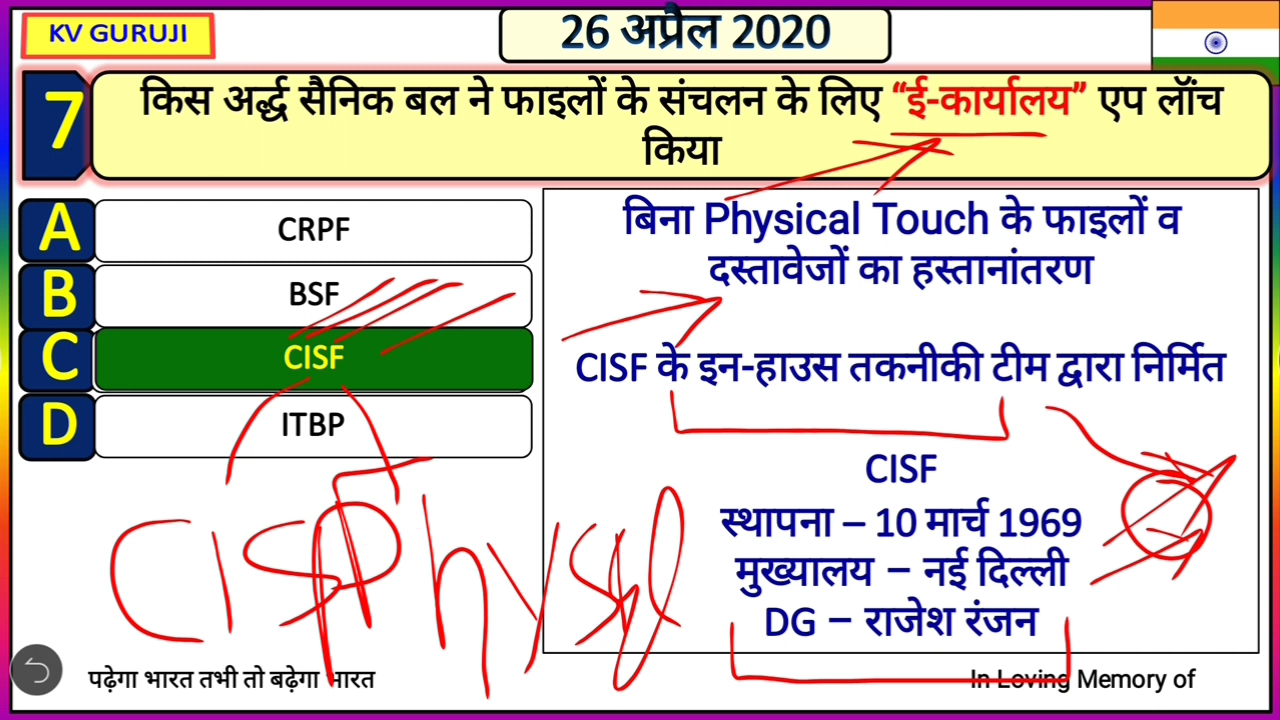 KV GURUJI
26 अप्रैल 2020
7
किस अर्द्ध सैनिक बल ने फाइलों के संचलन के लिए “ई-कार्यालय” एप लॉंच
किया
A CRPF
B BSF
C CISF
D ITBP
बिना Physical Touch के फाइलों व
दस्तावेजों का हस्तानांतरण
CISF के इन-हाउस तकनीकी टीम द्वारा निर्मित
CISF
स्थापना – 10 मार्च 1969
मुख्यालय – नई दिल्ली
DG – राजेश रंजन
पढ़ेगा भारत तभी तो बढ़ेगा भारत
In Loving Memory of